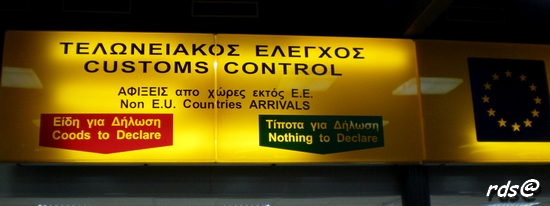 ΤΕΛΩΝΕΙΑΚΟΣ ΕΛΕΓΧΟΣ
CUSTOMS CONTROL
ΑΦΙΞΕΙΣ απο χώρες εκτός Ε.Ε.
Non E.U. Countries ARRIVALS
Είδη για Δήλωση
Goods to Declare
Τίποτα για Δήλωση
Nothing to Declare
rds@